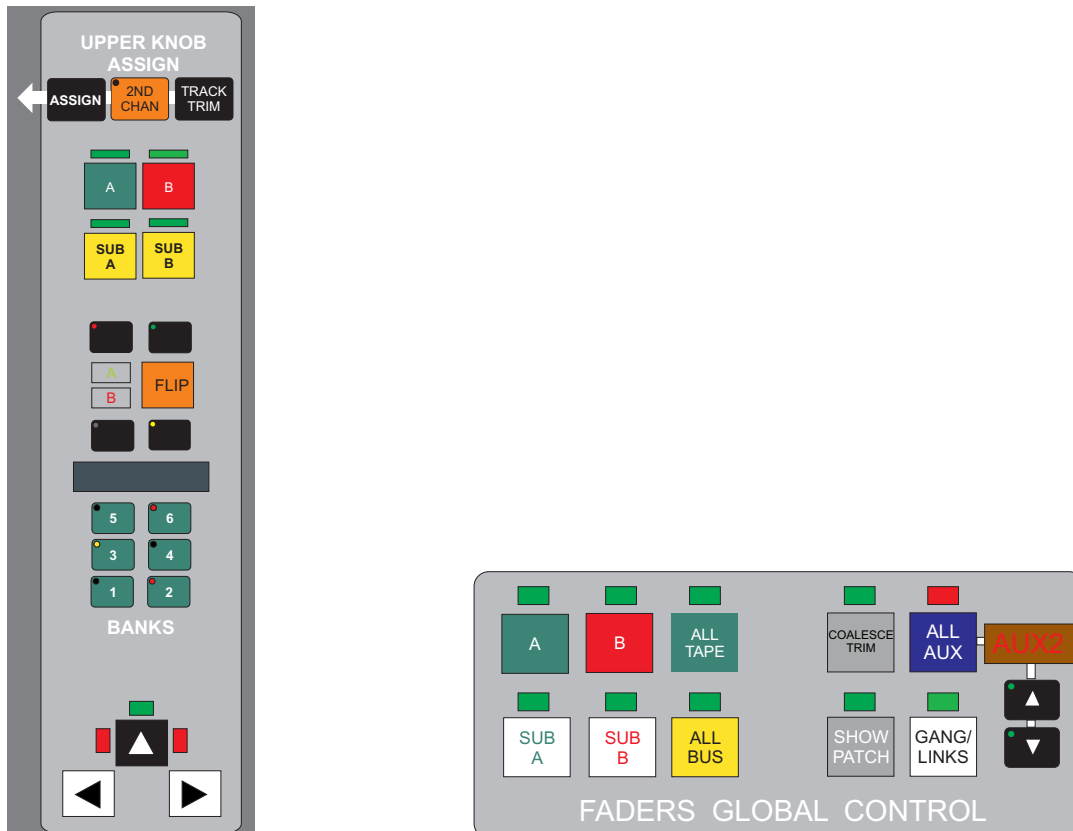 UPPER KNOB
ASSIGN
ASSIGN
2ND
CHAN
TRACK
TRIM
A
B
SUB
A
SUB
B
A
B
FLIP
5
6
3
4
1
2
BANKS
A
B
ALL
TAPE
COALESCE
TRIM
ALL
AUX
AUX2
SUB
A
SUB
B
ALL
BUS
SHOW
PATCH
GANG/
LINKS
FADERS GLOBAL CONTROL